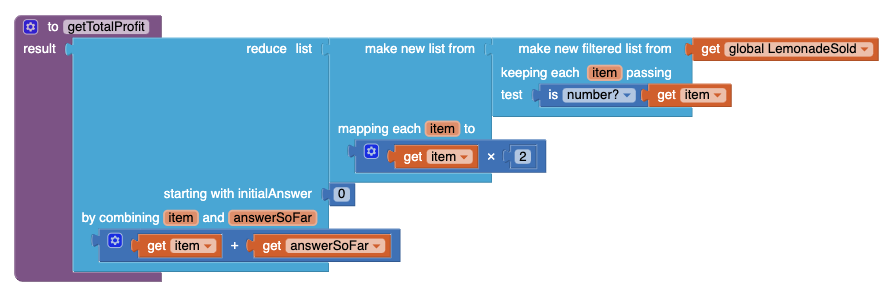 to getTotalProfit
result reduce list make new list from make new filtered list from get global LemonadeSold
keeping each item passing
test is number? get item
mapping each item to
get item × 2
starting with initialAnswer 0
by combining item and answerSoFar
get item + get answerSoFar